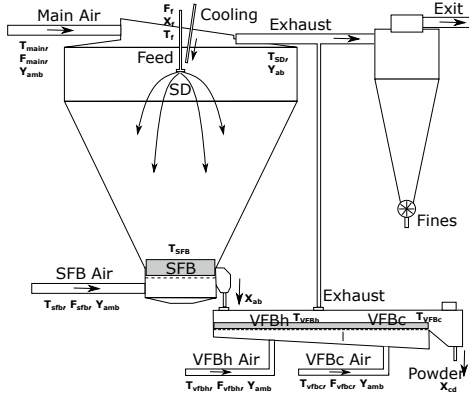 Main Air
F_f
X_f
T_f
Cooling
Exhaust
Exit
T_main,
F_main,
Y_amb
Feed
SD
T_SD,
Y_ab
Fines
T_SFB
SFB
SFB Air
T_sfb, F_sfb, Y_amb
X_ab
Exhaust
VFBh
T_VFBh
VFBc
T_VFBc
VFBh Air
T_vfbh, F_vfbh, Y_amb
VFBc Air
T_vfbc, F_vfbc, Y_amb
Powder
X_cd